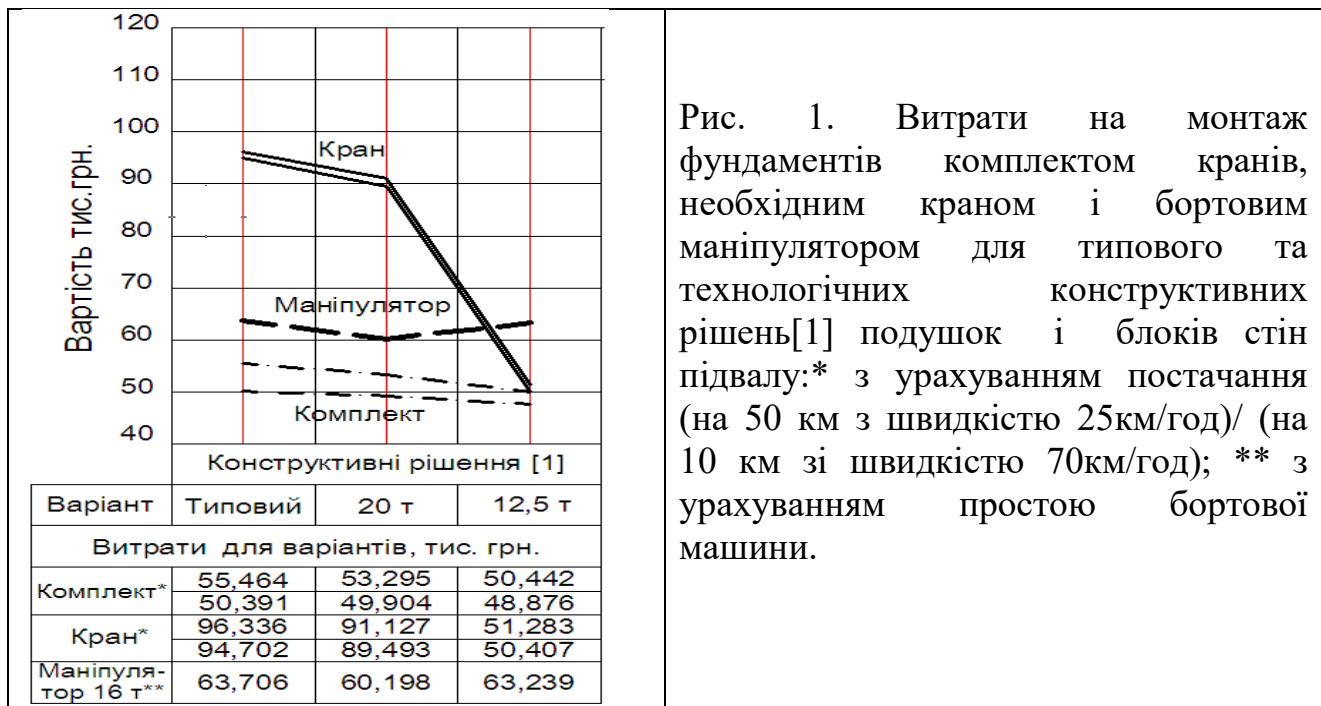 120
110
100
90
80
70
60
50
40
Вартість тис.грн.
Кран
Маніпулятор
Комплект
Конструктивні рішення [1]
Варіант Типовий 20 т 12,5 т
Витрати для варіантів, тис. грн.
Комплект* 55,464 53,295 50,442
50,391 49,904 48,876
Кран* 96,336 91,127 51,283
94,702 89,493 50,407
Маніпуля-
тор 16 т** 63,706 60,198 63,239
Рис. 1. Витрати на монтаж
фундаментів комплектом кранів,
необхідним краном і бортовим
маніпулятором для типового та
технологічних конструктивних
рішень[1] подушок і блоків стін
підвалу:* з урахуванням постачання
(на 50 км з швидкістю 25км/год)/ (на
10 км зі швидкістю 70км/год); ** з
урахуванням простою бортової
машини.